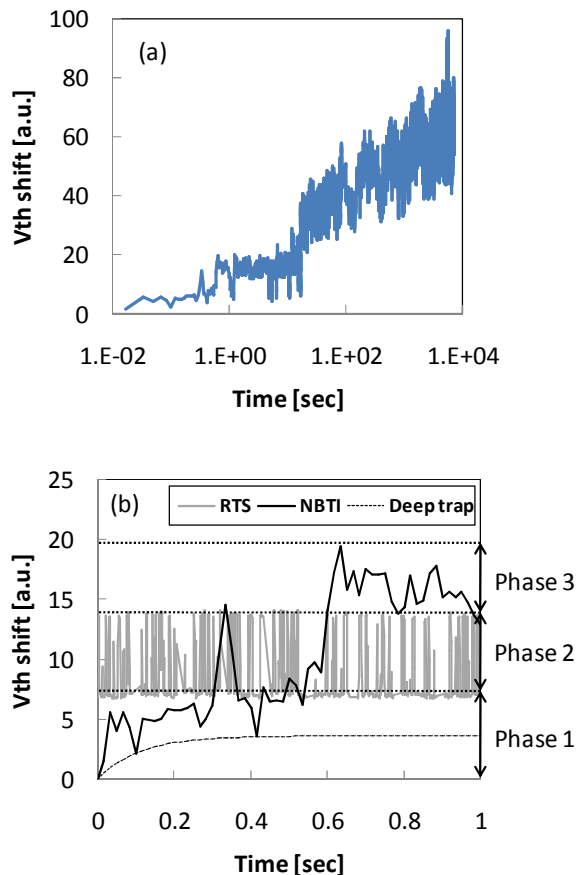 100
(a)
80
60
40
20
0
Vth shift [a.u.]
1.E-02 1.E+00 1.E+02 1.E+04
Time [sec]
25
(b)
RTS NBTI Deep trap
20
15
10
5
0
Vth shift [a.u.]
Phase 3
Phase 2
Phase 1
0 0.2 0.4 0.6 0.8 1
Time [sec]